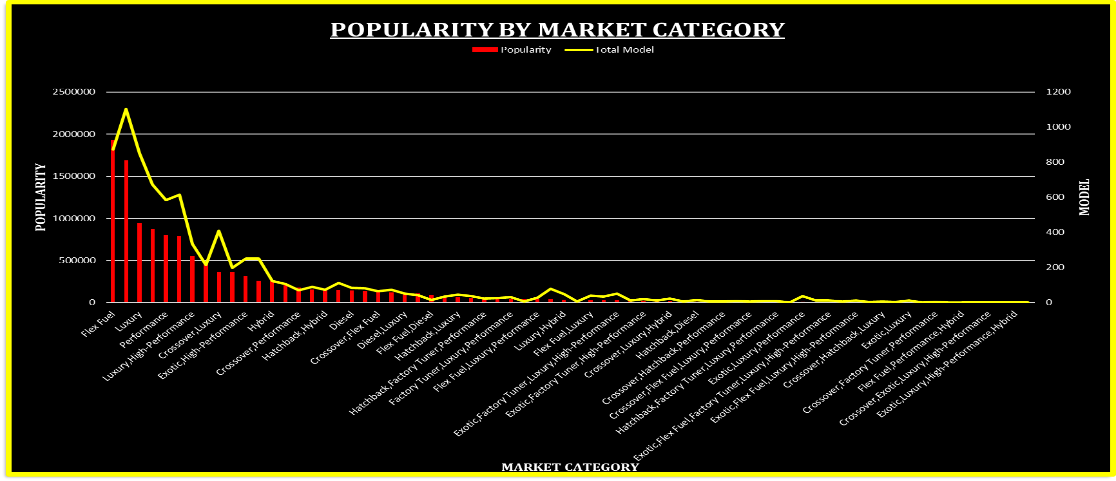 POPULARITY BY MARKET CATEGORY
Popularity Total Model
2500000
2000000
1500000
1000000
500000
0
POPULARITY
1200
1000
800
600
400
200
0
MODEL
Flex Fuel
Luxury
Performance
Luxury,High-Performance
Crossover,Luxury
Exotic,High-Performance
Hybrid
Crossover,Performance
Hatchback,Hybrid
Diesel
Crossover,Flex Fuel
Diesel,Luxury
Flex Fuel,Diesel
Hatchback,Luxury
Hatchback,Factory Tuner,Performance
Factory Tuner,Luxury,Performance
Flex Fuel,Luxury,Performance
Luxury,Hybrid
Flex Fuel,Luxury
Exotic,Factory Tuner,Luxury,High-Performance
Exotic,Factory Tuner,High-Performance
Crossover,Luxury,Hybrid
Hatchback,Diesel
Crossover,Hatchback,Performance
Crossover,Flex Fuel,Luxury,Performance
Hatchback,Factory Tuner,Luxury,Performance
Exotic,Luxury,Performance
Exotic,Flex Fuel,Factory Tuner,Luxury,High-Performance
Exotic,Flex Fuel,Luxury,High-Performance
Crossover,Hatchback,Luxury
Exotic,Luxury
Crossover,Factory Tuner,Performance
Flex Fuel,Performance,Hybrid
Crossover,Exotic,Luxury,High-Performance
Exotic,Luxury,High-Performance,Hybrid
MARKET CATEGORY